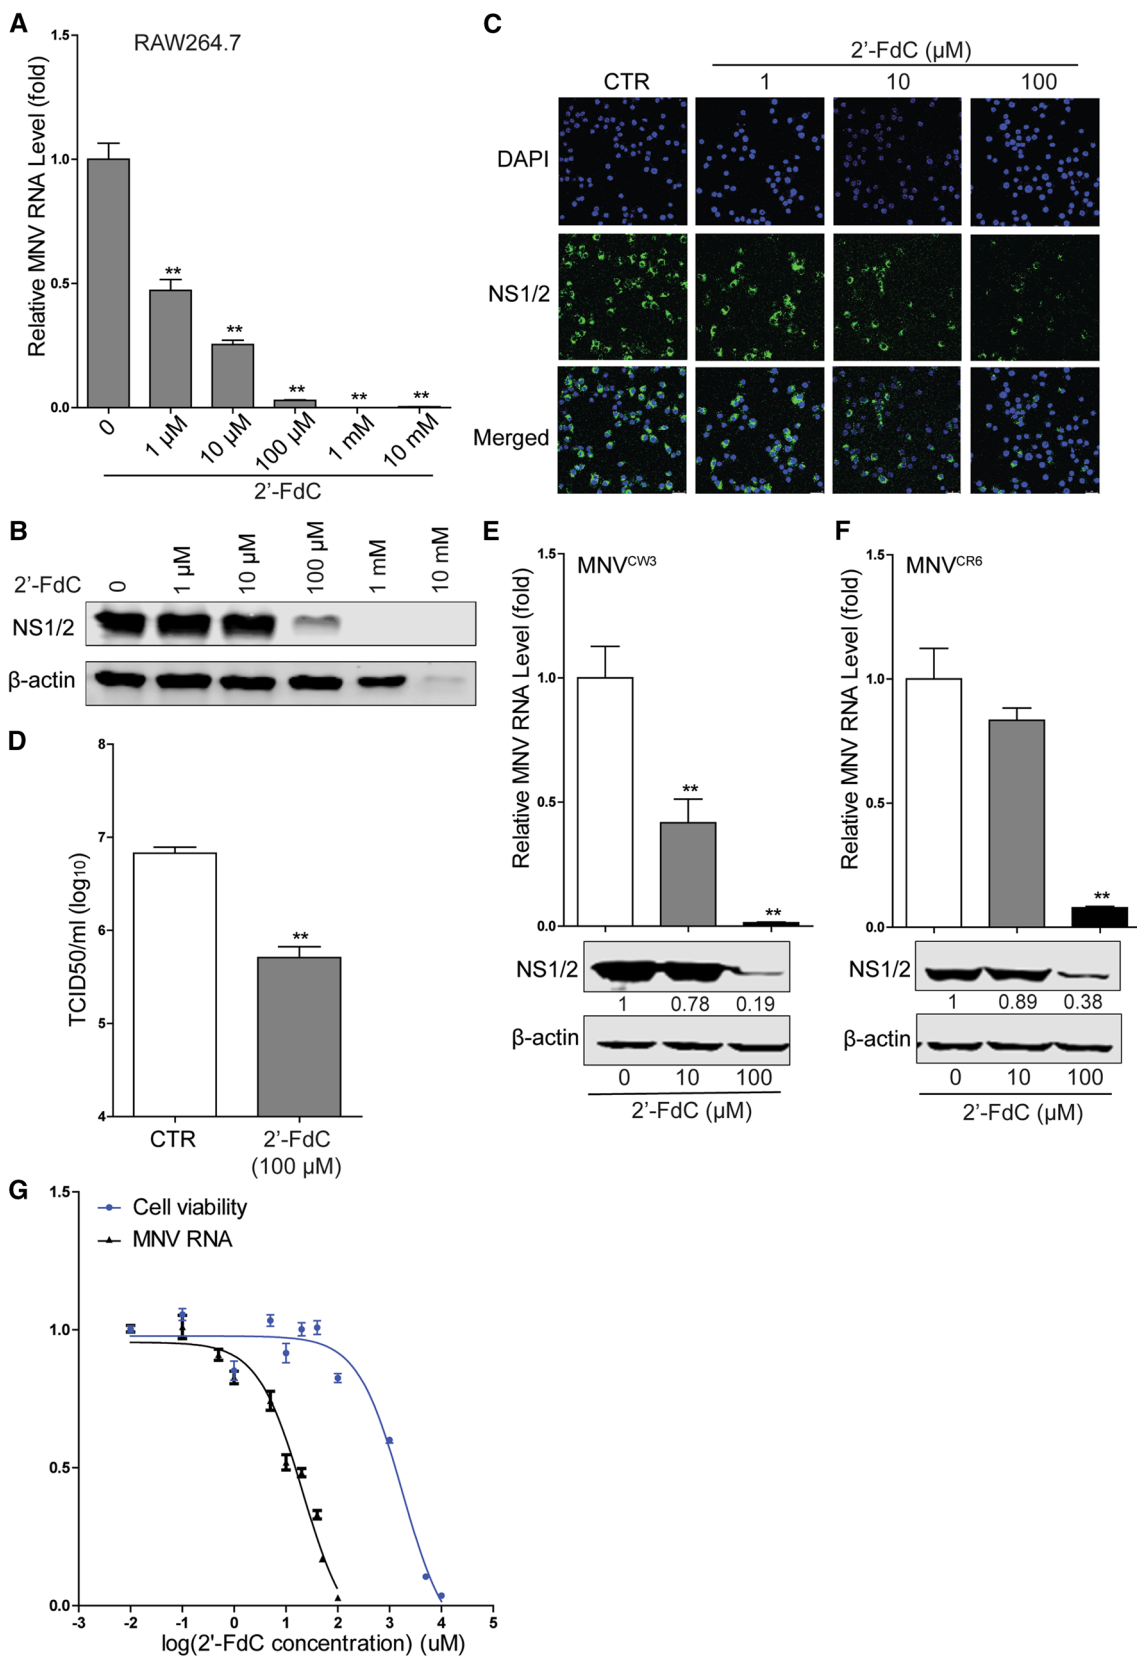 A
RAW264.7
Relative MNV RNA Level (fold)
1.5
1.0
0.5
0.0
**
**
**
**
**
0
1 µM
10 µM
100 µM
1 mM
10 mM
2’-FdC
B
2’-FdC
0
1 µM
10 µM
100 µM
1 mM
10 mM
NS1/2
β-actin
C
2’-FdC (µM)
CTR
1
10
100
DAPI
NS1/2
Merged
D
TCID50/ml (log10)
8
7
6
5
4
**
CTR
2’-FdC
(100 µM)
E
MNVCW3
Relative MNV RNA Level (fold)
1.5
1.0
0.5
0.0
**
**
NS1/2
1 0.78 0.19
β-actin
0 10 100
2’-FdC (µM)
F
MNVCR6
Relative MNV RNA Level (fold)
1.5
1.0
0.5
0.0
**
NS1/2
1 0.89 0.38
β-actin
0 10 100
2’-FdC (µM)
G
Cell viability
MNV RNA
1.5
1.0
0.5
0.0
-3 -2 -1 0 1 2 3 4 5
log(2'-FdC concentration) (uM)